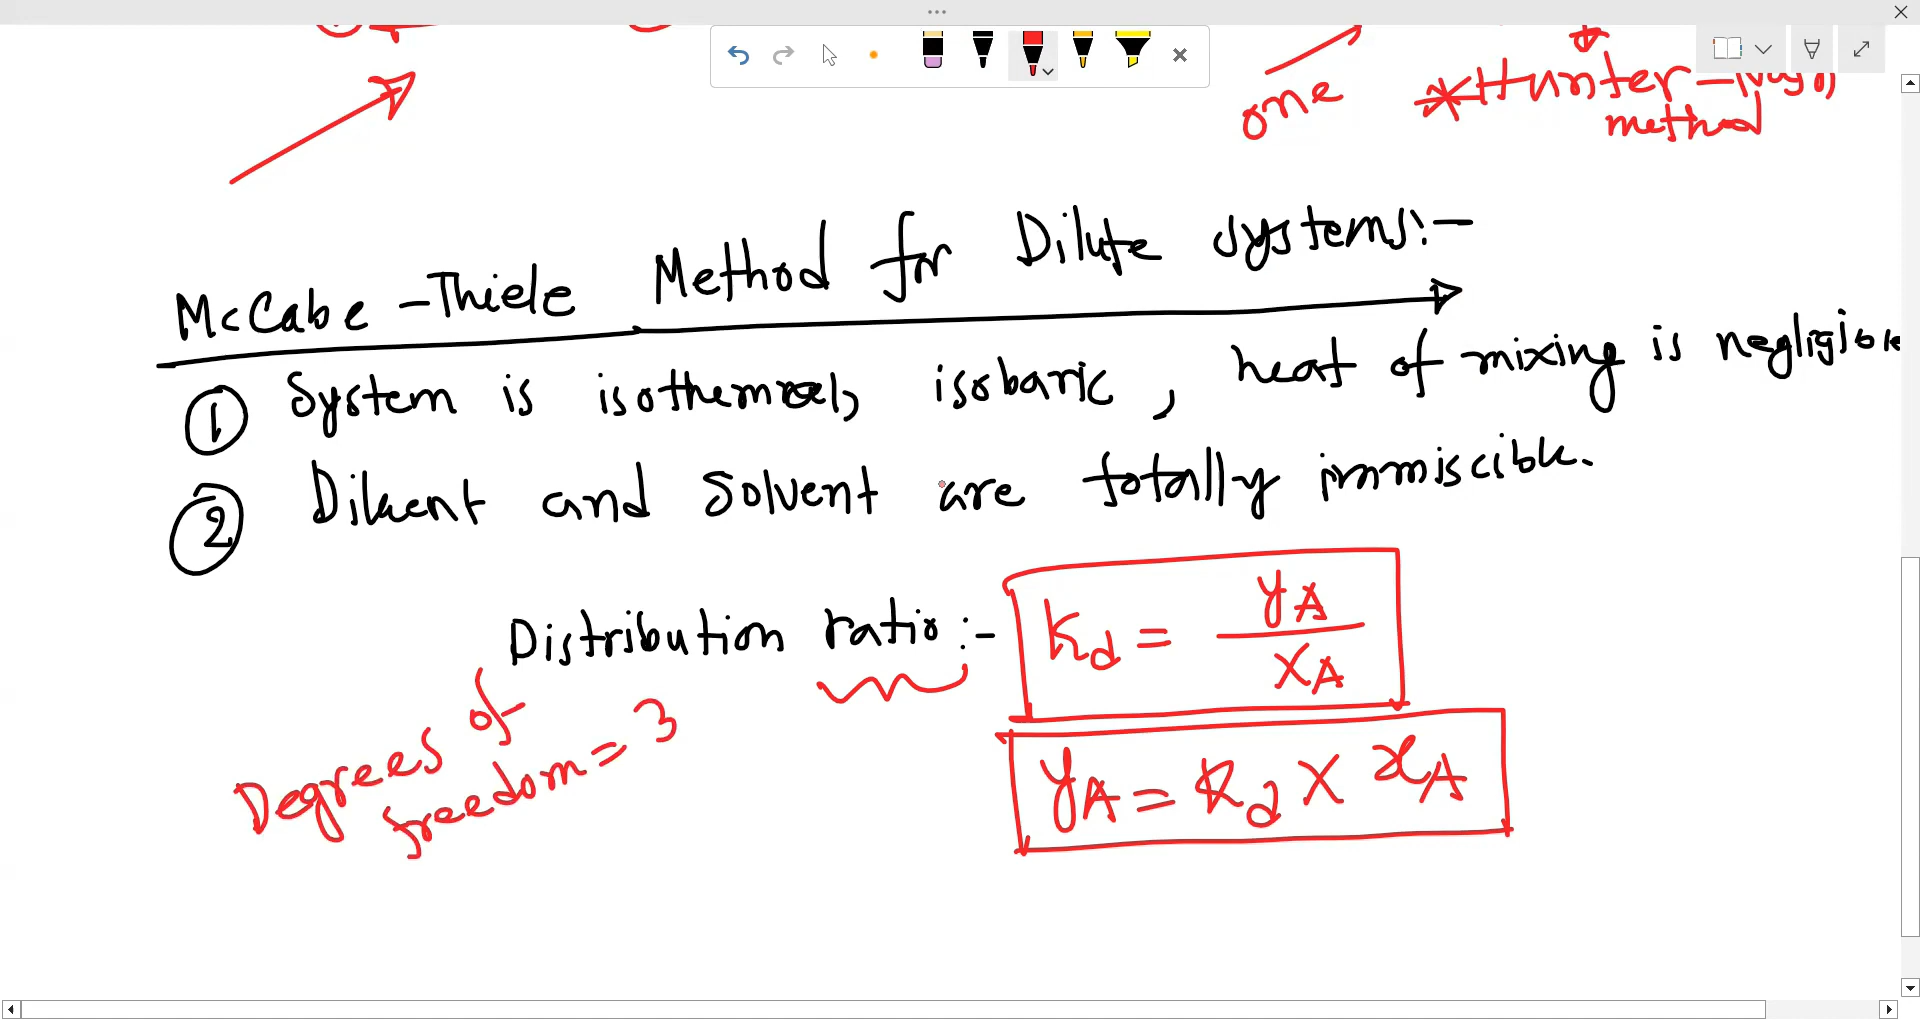 one
*Hunter-
method
McCabe-Thiele Method for Dilute systems:-
① System is isothermal, isobaric, heat of mixing is negligible
② Diluent and solvent are totally immiscible.
Distribution ratio:- Kd = yA / xA
Degrees of freedom = 3
yA = Kd X xA